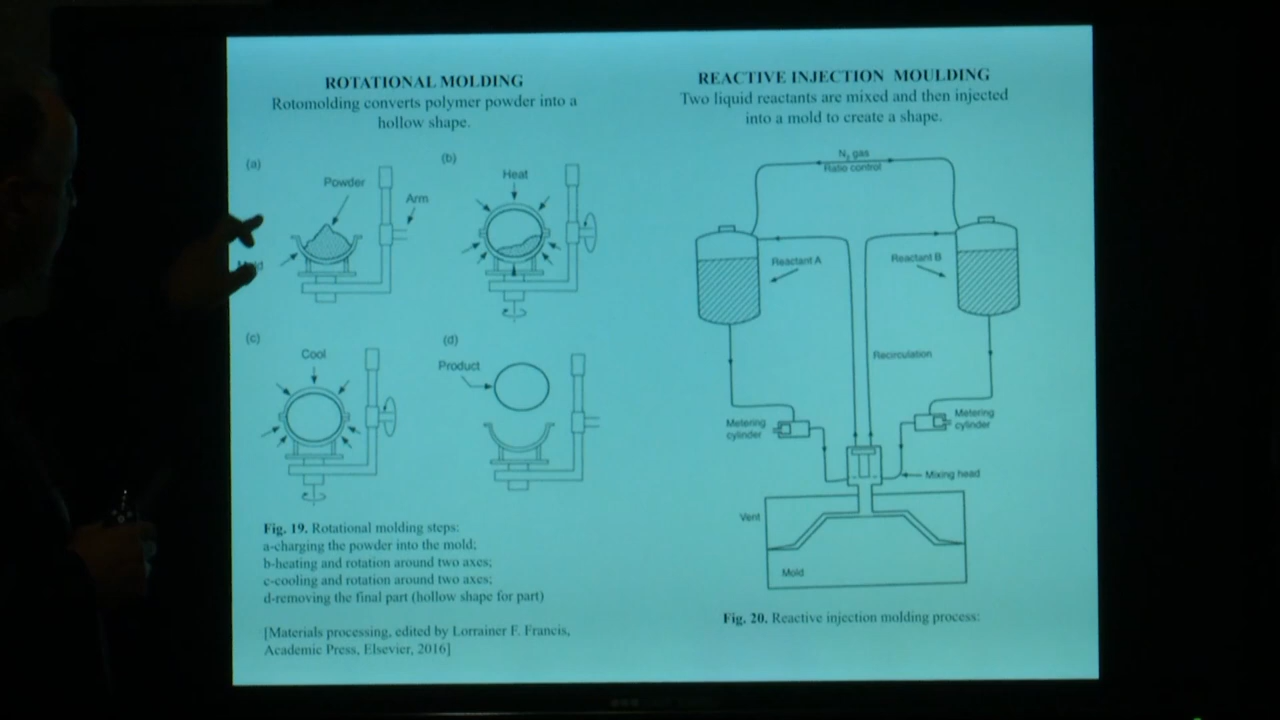 ROTATIONAL MOLDING
Rotomolding converts polymer powder into a
hollow shape.
(a)
Powder
Arm
(b)
Heat
(c)
Cool
(d)
Product
Fig. 19. Rotational molding steps:
a-charging the powder into the mold;
b-heating and rotation around two axes;
c-cooling and rotation around two axes;
d-removing the final part (hollow shape for part)
[Materials processing, edited by Lorrainer F. Francis,
Academic Press, Elsevier, 2016]
REACTIVE INJECTION MOULDING
Two liquid reactants are mixed and then injected
into a mold to create a shape.
N₂ gas
Ratio control
Reactant A
Reactant B
Recirculation
Metering
cylinder
Metering
cylinder
Mixing head
Vent
Mold
Fig. 20. Reactive injection molding process: